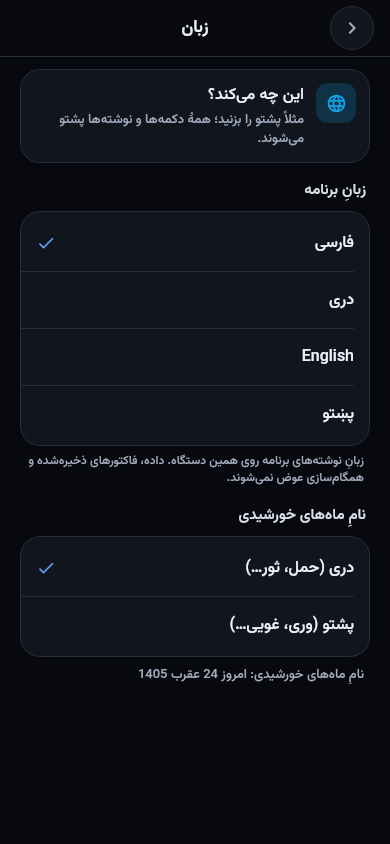 زبان
این چه می‌کند؟
مثلاً پشتو را بزنید؛ همهٔ دکمه‌ها و نوشته‌ها پشتو
می‌شوند.
زبانِ برنامه
فارسی
دری
English
پښتو
زبانِ نوشته‌های برنامه روی همین دستگاه. داده، فاکتورهای ذخیره‌شده و
همگام‌سازی عوض نمی‌شوند.
نامِ ماه‌های خورشیدی
دری (حمل، ثور…)
پشتو (وری، غویی…)
نامِ ماه‌های خورشیدی: امروز 24 عقرب 1405